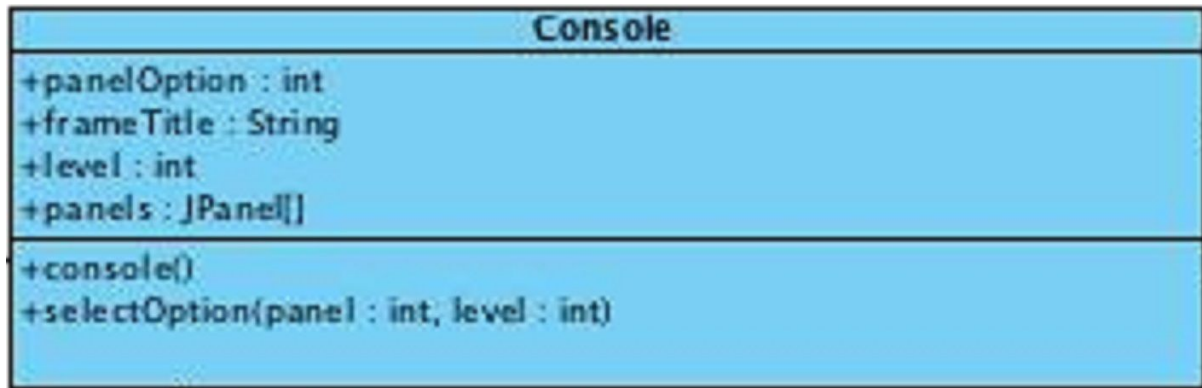 Console
+panelOption : int
+frameTitle : String
+level : int
+panels : JPanel[]
+console()
+selectOption(panel : int, level : int)